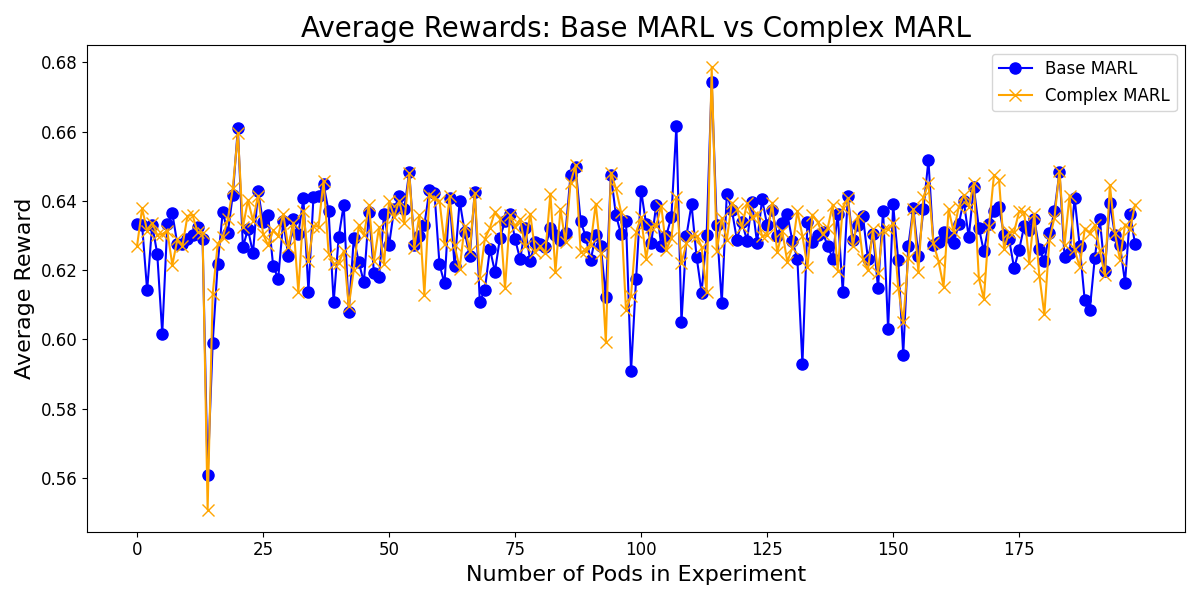 Average Rewards: Base MARL vs Complex MARL
Base MARL
Complex MARL
Average Reward
0.68
0.66
0.64
0.62
0.60
0.58
0.56
0 25 50 75 100 125 150 175
Number of Pods in Experiment